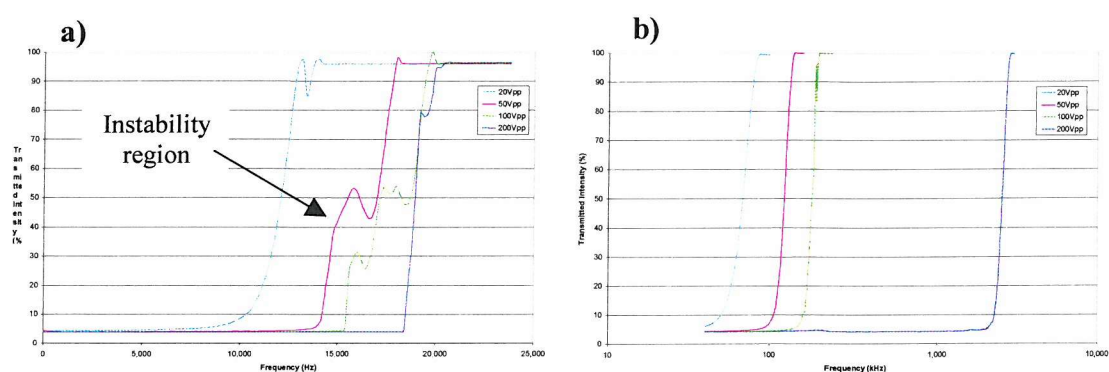 a)
100
90
80
70
60
50
40
30
20
10
0
Tr
an
s
mi
tte
d
Int
en
sit
y
(%
Instability
region
20Vpp
50Vpp
100Vpp
200Vpp
0
5,000
10,000
15,000
20,000
25,000
Frequency (Hz)
b)
100
90
80
70
60
50
40
30
20
10
0
Transmitted Intensity (%)
20Vpp
50Vpp
100Vpp
200Vpp
10
100
1,000
10,000
Frequency (kHz)